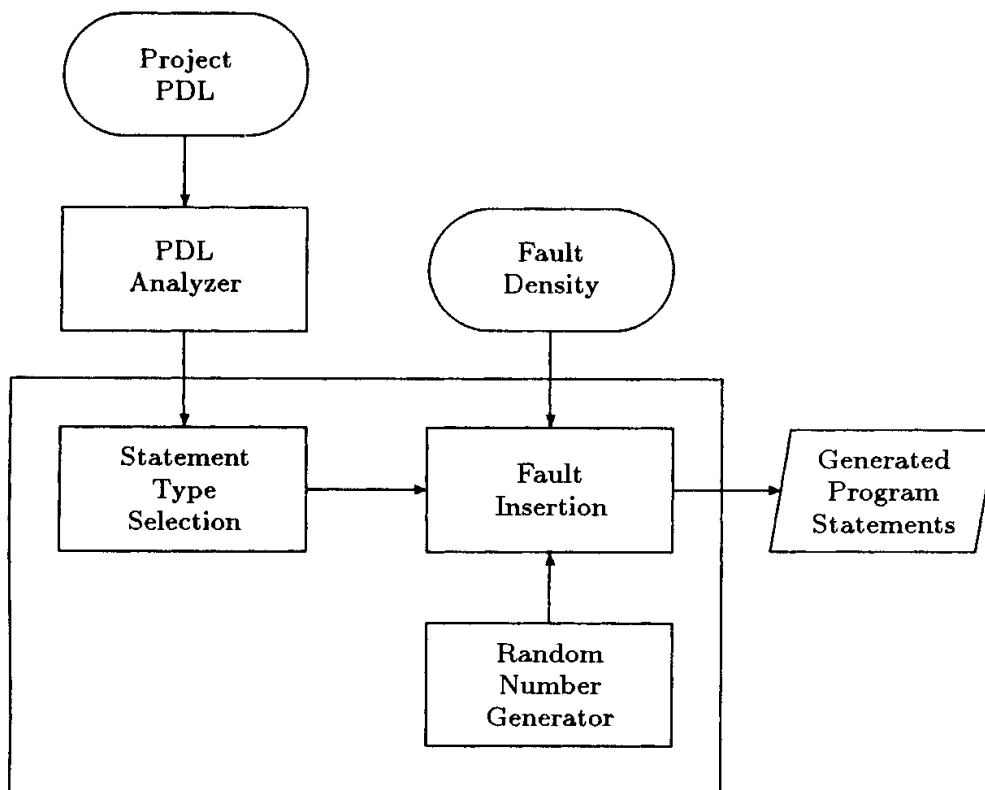 Project
PDL
PDL
Analyzer
Fault
Density
Statement
Type
Selection
Fault
Insertion
Generated
Program
Statements
Random
Number
Generator